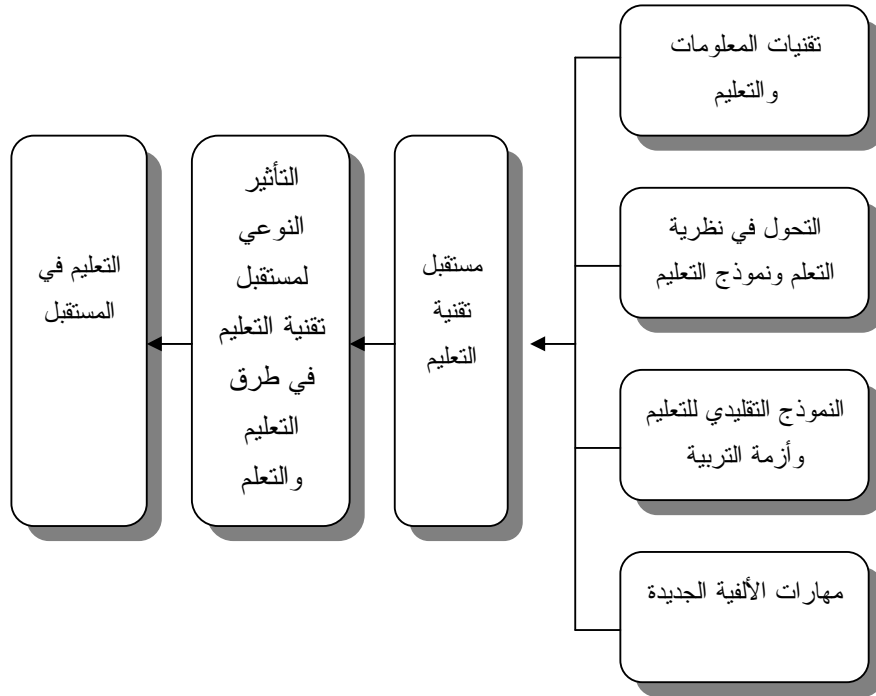 تقنيات المعلومات
والتعليم
التحول في نظرية
التعلم ونموذج التعليم
النموذج التقليدي للتعليم
وأزمة التربية
مهارات الألفية الجديدة
مستقبل
تقنية
التعليم
التأثير
النوعي
لمستقبل
تقنية التعليم
في طرق
التعليم
والتعلم
التعليم في
المستقبل